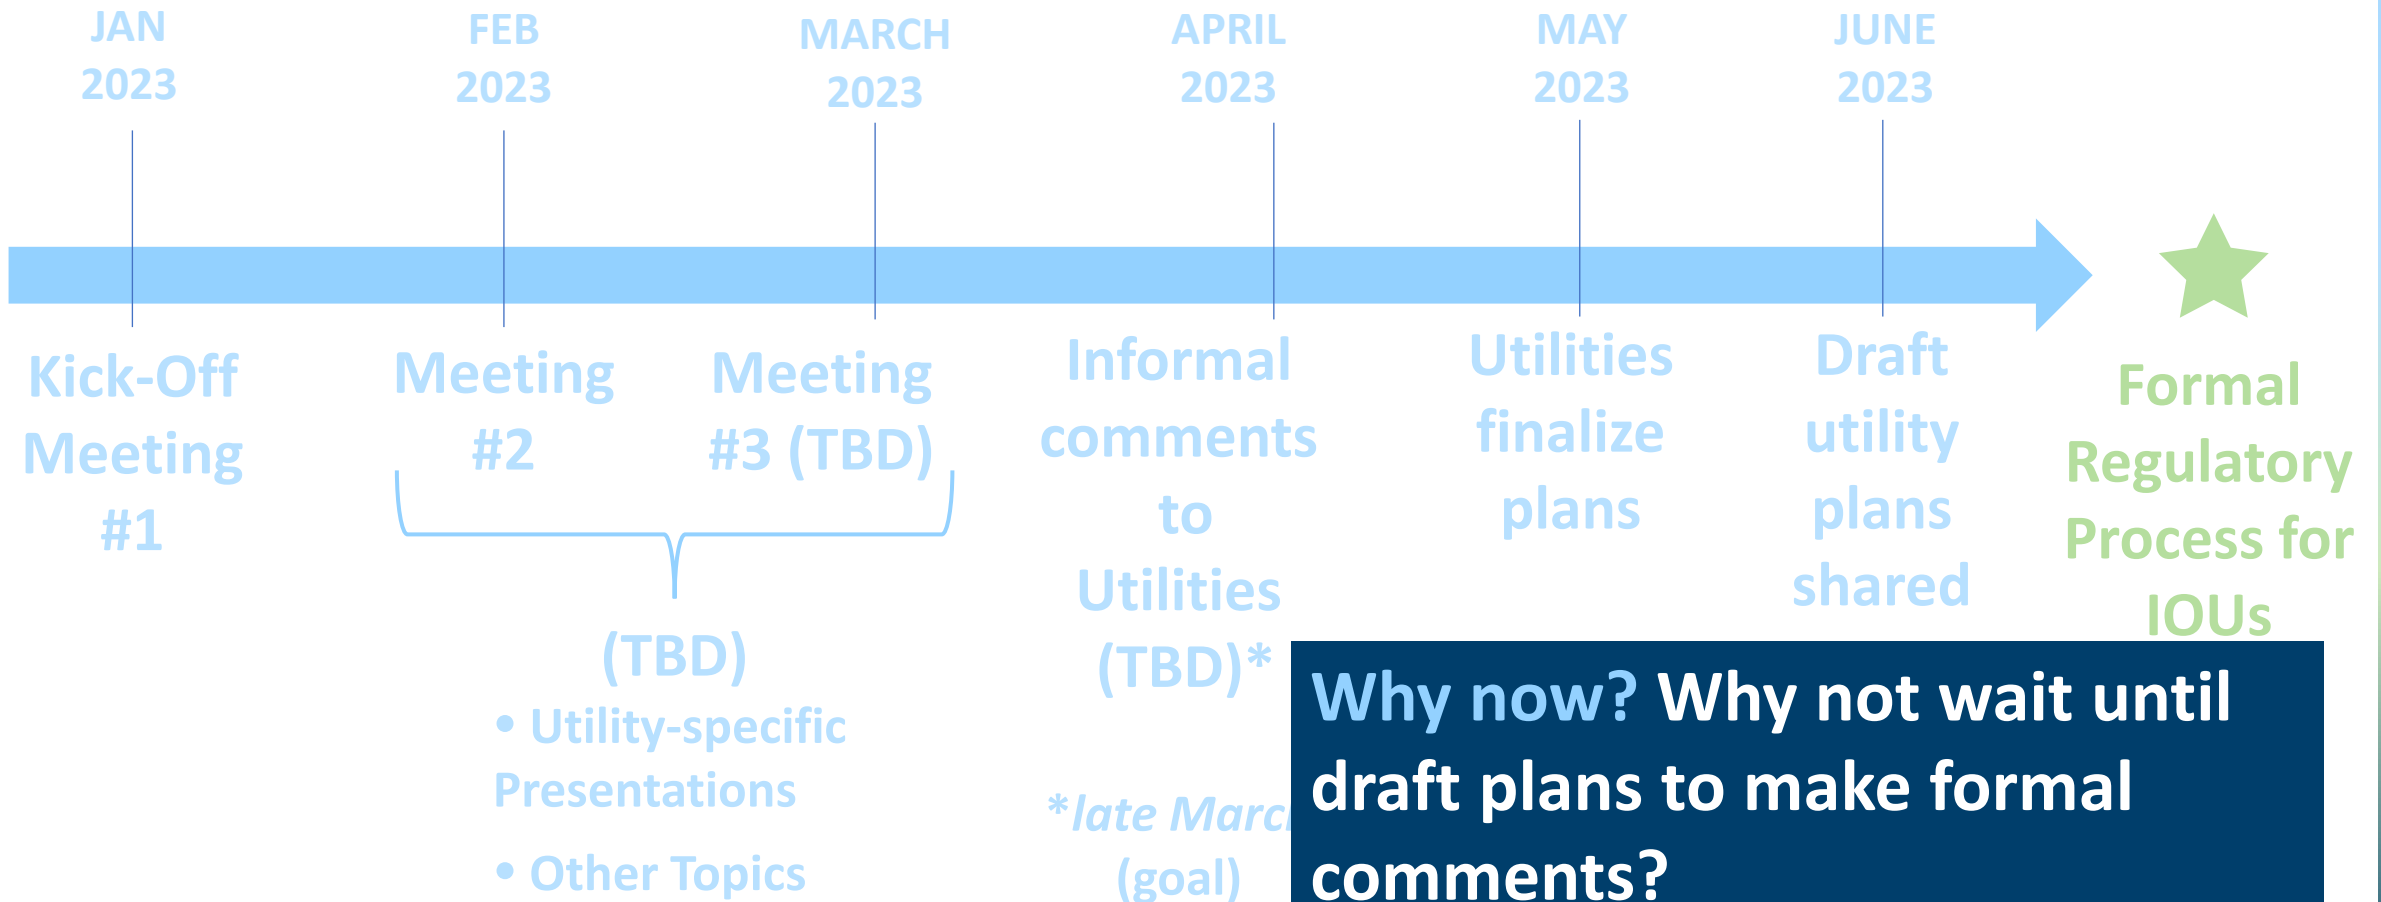 JAN
2023
FEB
2023
MARCH
2023
APRIL
2023
MAY
2023
JUNE
2023
Kick-Off
Meeting
#1
Meeting
#2
Meeting
#3 (TBD)
(TBD)
• Utility-specific
Presentations
• Other Topics
Informal
comments
to
Utilities
(TBD)*
*late Marc
(goal)
Utilities
finalize
plans
Draft
utility
plans
shared
Formal
Regulatory
Process for
IOUs
Why now? Why not wait until
draft plans to make formal
comments?